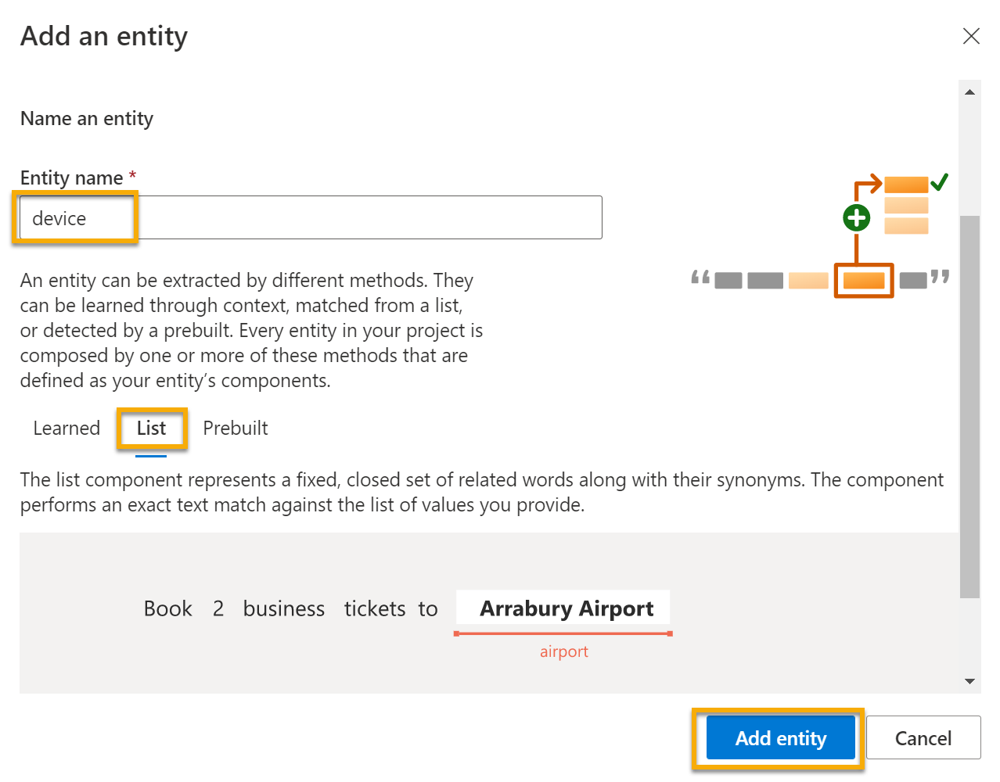 Add an entity
Name an entity
Entity name *
device
An entity can be extracted by different methods. They
can be learned through context, matched from a list,
or detected by a prebuilt. Every entity in your project is
composed by one or more of these methods that are
defined as your entity’s components.
Learned List Prebuilt
The list component represents a fixed, closed set of related words along with their synonyms. The component
performs an exact text match against the list of values you provide.
Book 2 business tickets to Arrabury Airport
airport
Add entity Cancel